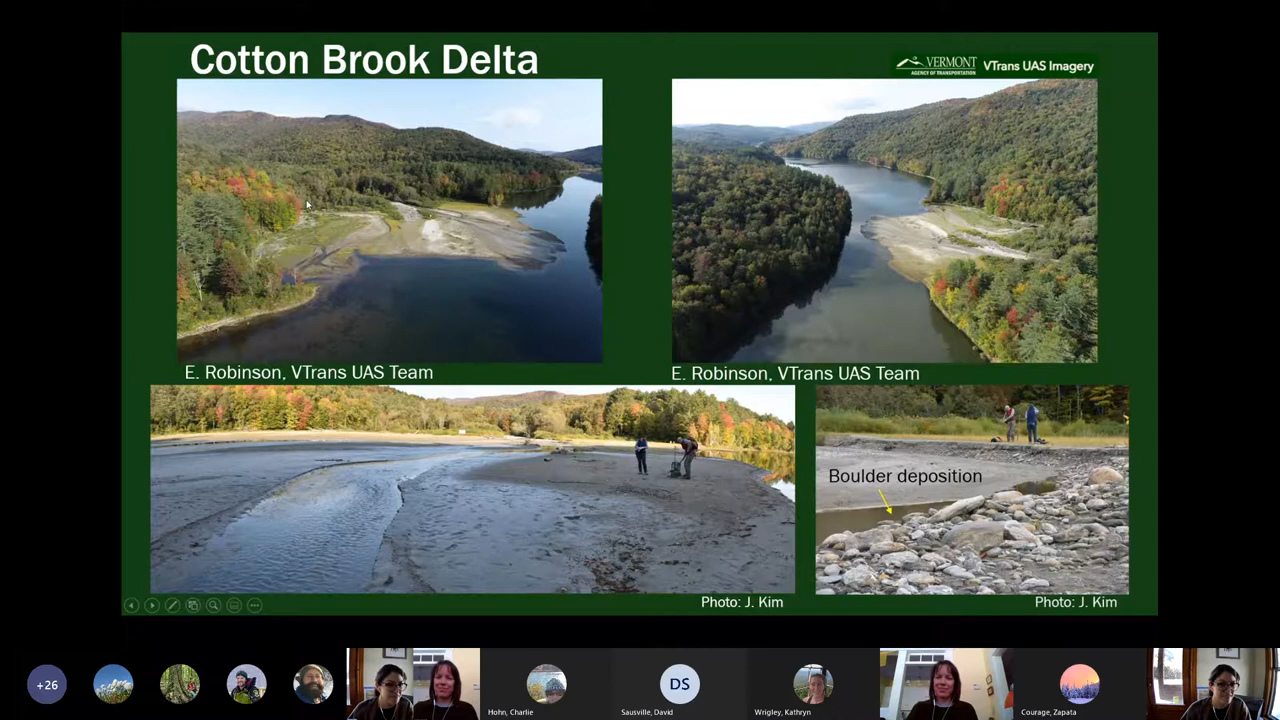 Cotton Brook Delta
VERMONT
AGENCY OF TRANSPORTATION
VTrans UAS Imagery
E. Robinson, VTrans UAS Team
E. Robinson, VTrans UAS Team
Boulder deposition
Photo: J. Kim
Photo: J. Kim
+26
DS
Hohn, Charlie
Sausville, David
Wrigley, Kathryn
Courage, Zapata